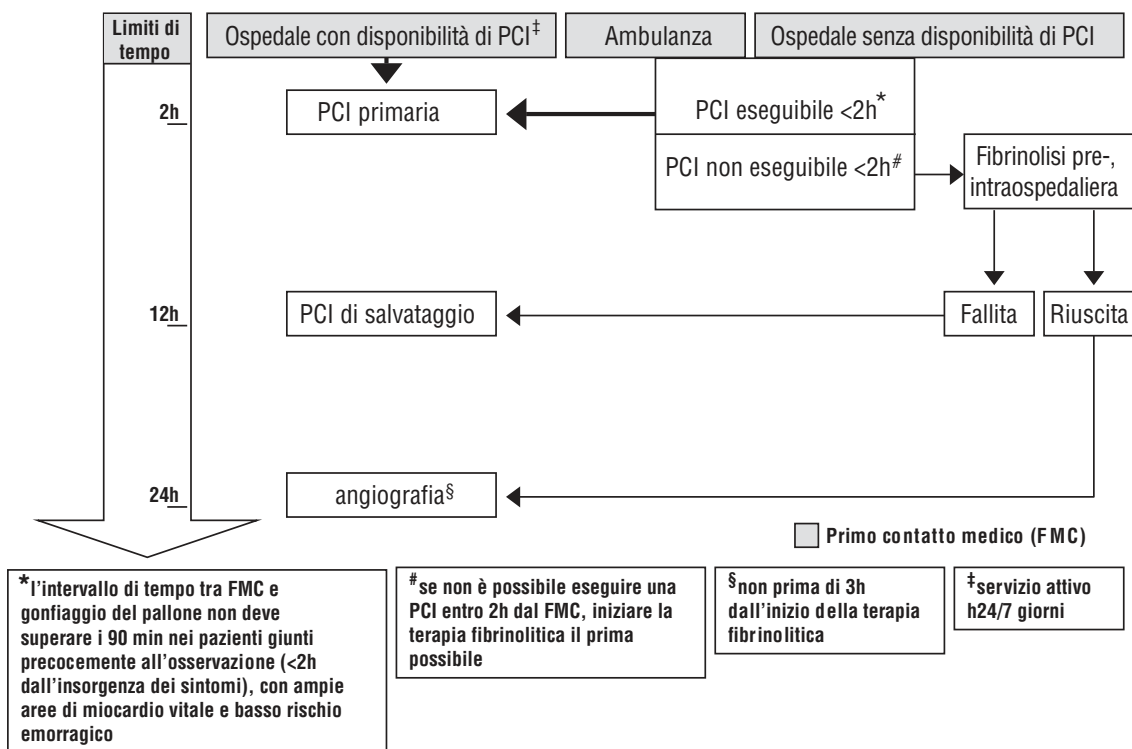 Limiti di
tempo
Ospedale con disponibilità di PCI‡
Ambulanza
Ospedale senza disponibilità di PCI
2h
PCI primaria
PCI eseguibile <2h*
PCI non eseguibile <2h#
Fibrinolisi pre-,
intraospedaliera
12h
PCI di salvataggio
Fallita
Riuscita
24h
angiografia§
Primo contatto medico (FMC)
*l'intervallo di tempo tra FMC e
gonfiaggio del pallone non deve
superare i 90 min nei pazienti giunti
precocemente all'osservazione (<2h
dall'insorgenza dei sintomi), con ampie
aree di miocardio vitale e basso rischio
emorragico
#se non è possibile eseguire una
PCI entro 2h dal FMC, iniziare la
terapia fibrinolitica il prima
possibile
§non prima di 3h
dall'inizio della terapia
fibrinolitica
‡servizio attivo
h24/7 giorni